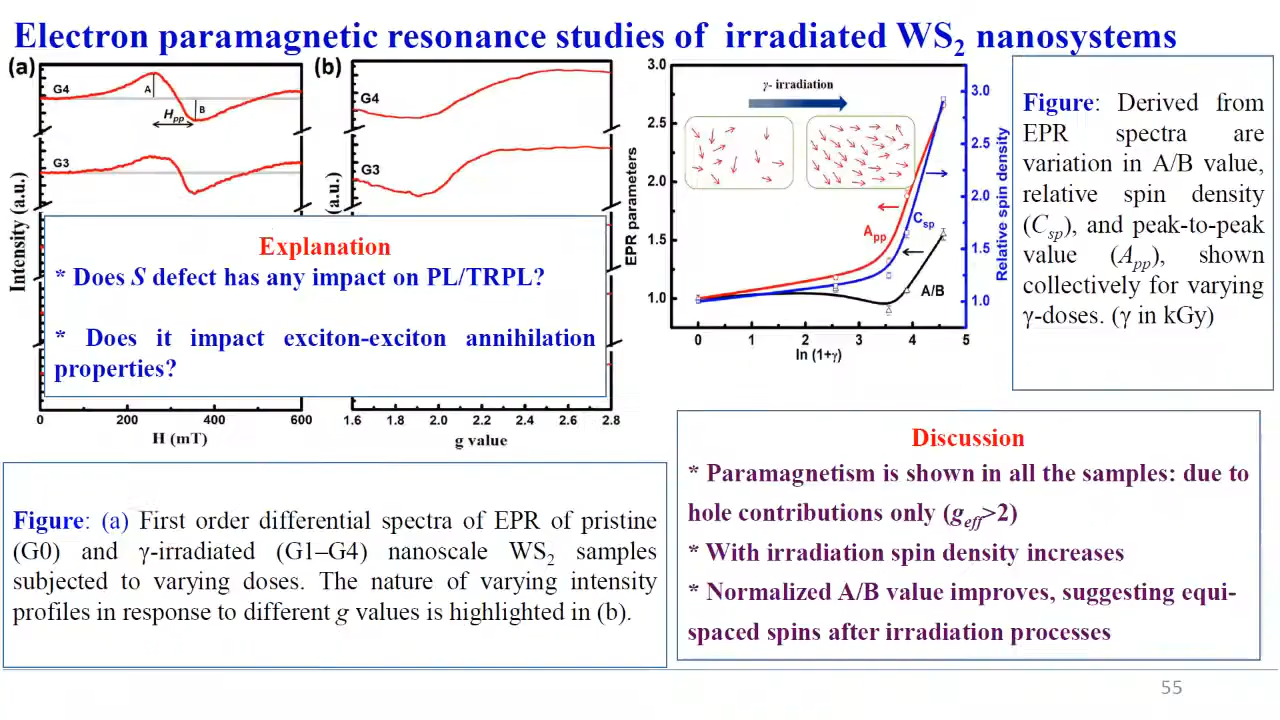 Electron paramagnetic resonance studies of irradiated WS2 nanosystems
(a)
G4
A
B
Hpp
G3
Intensity (a.u.)
0 200 400 600
H (mT)
(b)
G4
G3
(a.u.)
1.6 1.8 2.0 2.2 2.4 2.6 2.8
g value
Explanation
* Does S defect has any impact on PL/TRPL?
* Does it impact exciton-exciton annihilation
properties?
3.0
2.5
2.0
1.5
1.0
EPR parameters
γ- irradiation
App
Csp
A/B
0 1 2 3 4 5
ln (1+γ)
3.0
2.5
2.0
1.5
1.0
Relative spin density
Figure: Derived from
EPR spectra are
variation in A/B value,
relative spin density
(Csp), and peak-to-peak
value (App), shown
collectively for varying
γ-doses. (γ in kGy)
Figure: (a) First order differential spectra of EPR of pristine
(G0) and γ-irradiated (G1–G4) nanoscale WS2 samples
subjected to varying doses. The nature of varying intensity
profiles in response to different g values is highlighted in (b).
Discussion
* Paramagnetism is shown in all the samples: due to
hole contributions only (geff>2)
* With irradiation spin density increases
* Normalized A/B value improves, suggesting equi-
spaced spins after irradiation processes
55